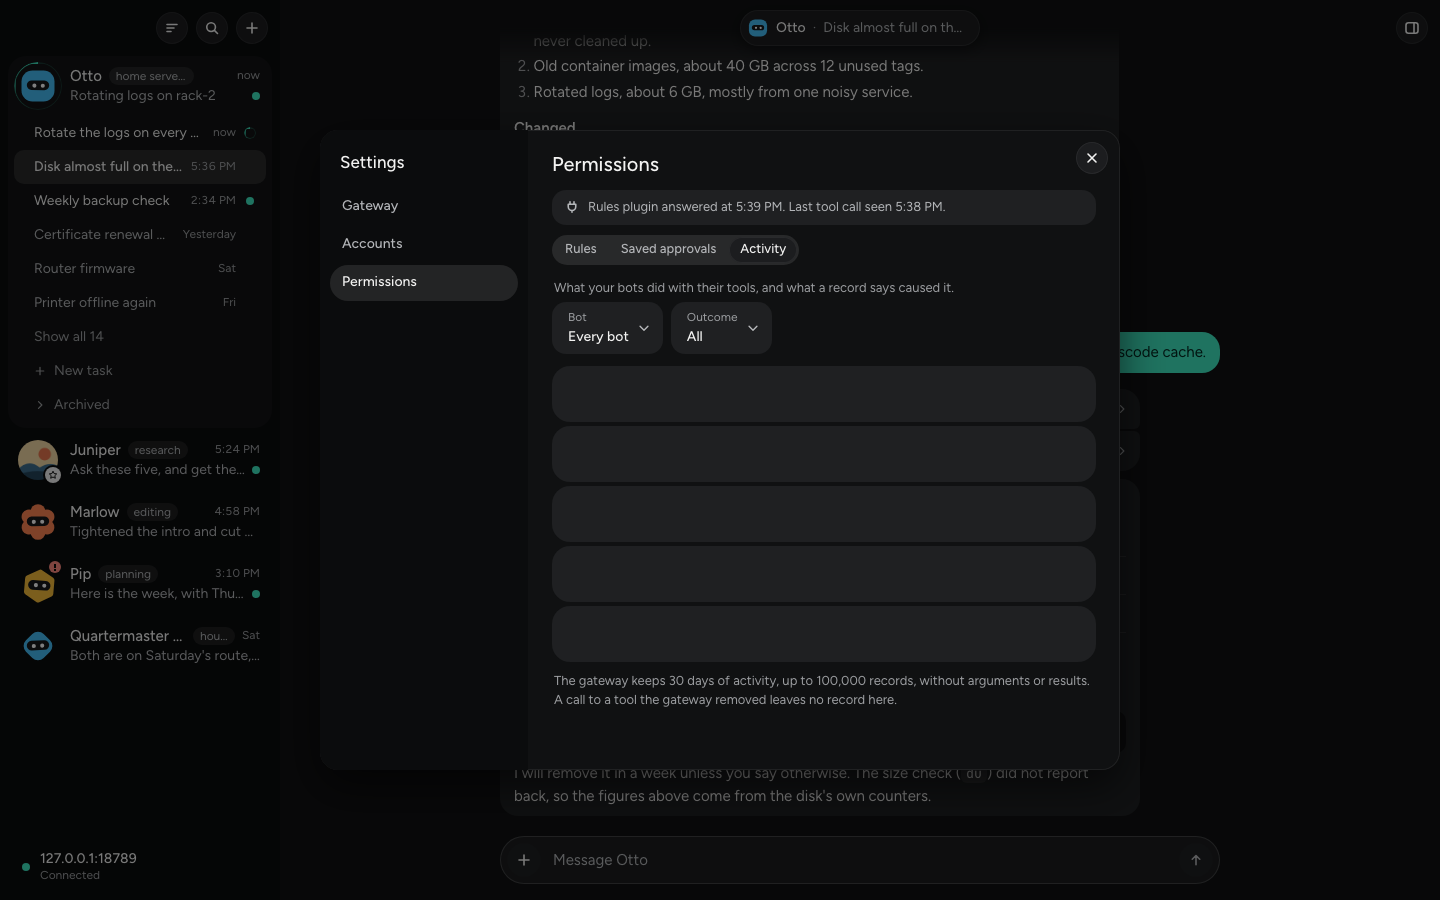 Otto · Disk almost full on th...
Otto home serve... now
Rotating logs on rack-2
Rotate the logs on every ... now
Disk almost full on the... 5:36 PM
Weekly backup check 2:34 PM
Certificate renewal ... Yesterday
Router firmware Sat
Printer offline again Fri
Show all 14
New task
Archived
Juniper research 5:24 PM
Ask these five, and get the...
Marlow editing 4:58 PM
Tightened the intro and cut ...
Pip planning 3:10 PM
Here is the week, with Thu...
Quartermaster ... hou... Sat
Both are on Saturday's route,...
127.0.0.1:18789
Connected
never cleaned up.
2. Old container images, about 40 GB across 12 unused tags.
3. Rotated logs, about 6 GB, mostly from one noisy service.
Changed
Settings
Gateway
Accounts
Permissions
Permissions
Rules plugin answered at 5:39 PM. Last tool call seen 5:38 PM.
Rules Saved approvals Activity
What your bots did with their tools, and what a record says caused it.
Bot
Every bot
Outcome
All
The gateway keeps 30 days of activity, up to 100,000 records, without arguments or results.
A call to a tool the gateway removed leaves no record here.
scode cache.
I will remove it in a week unless you say otherwise. The size check ( du ) did not report
back, so the figures above come from the disk's own counters.
Message Otto